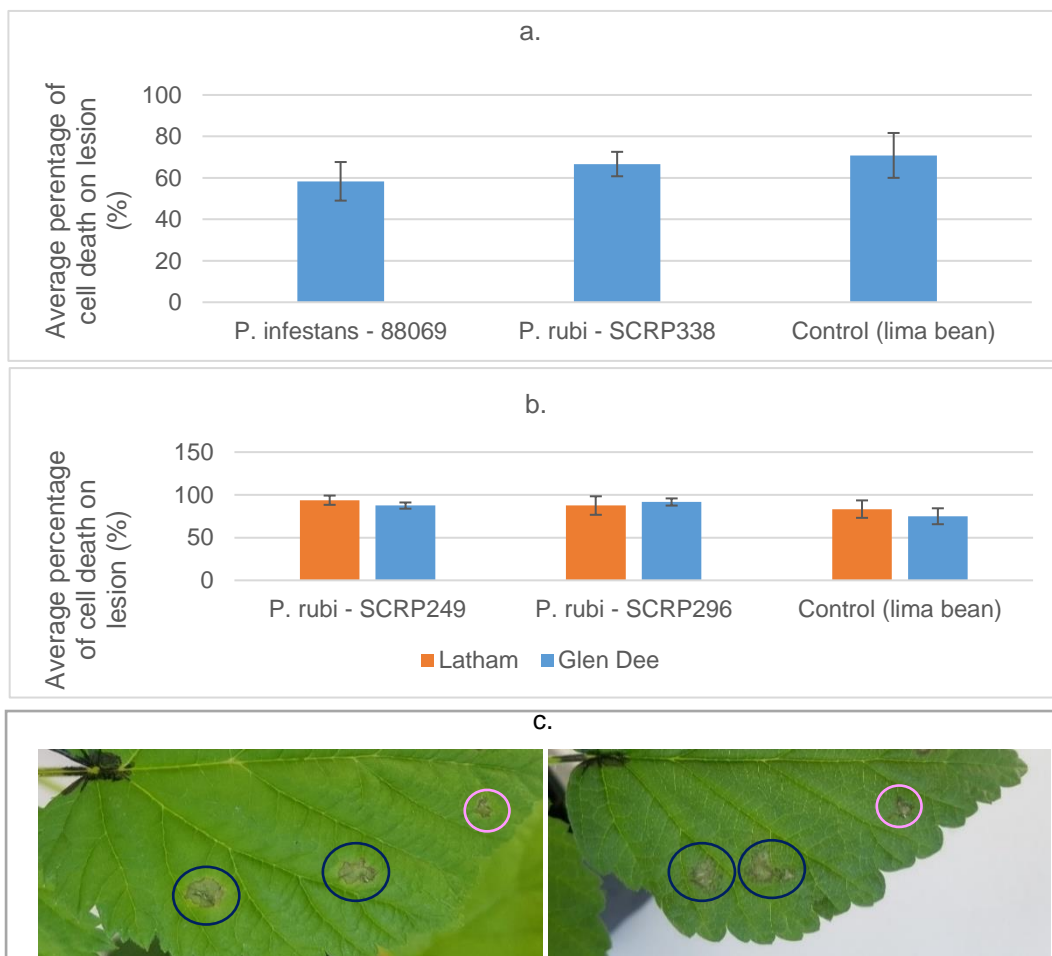 a.
Average perentage of
cell death on lesion
(%)
100
80
60
40
20
0
P. infestans - 88069
P. rubi - SCRP338
Control (lima bean)
b.
Average percentage
of cell death on
lesion (%)
150
100
50
0
P. rubi - SCRP249
P. rubi - SCRP296
Control (lima bean)
Latham
Glen Dee
c.